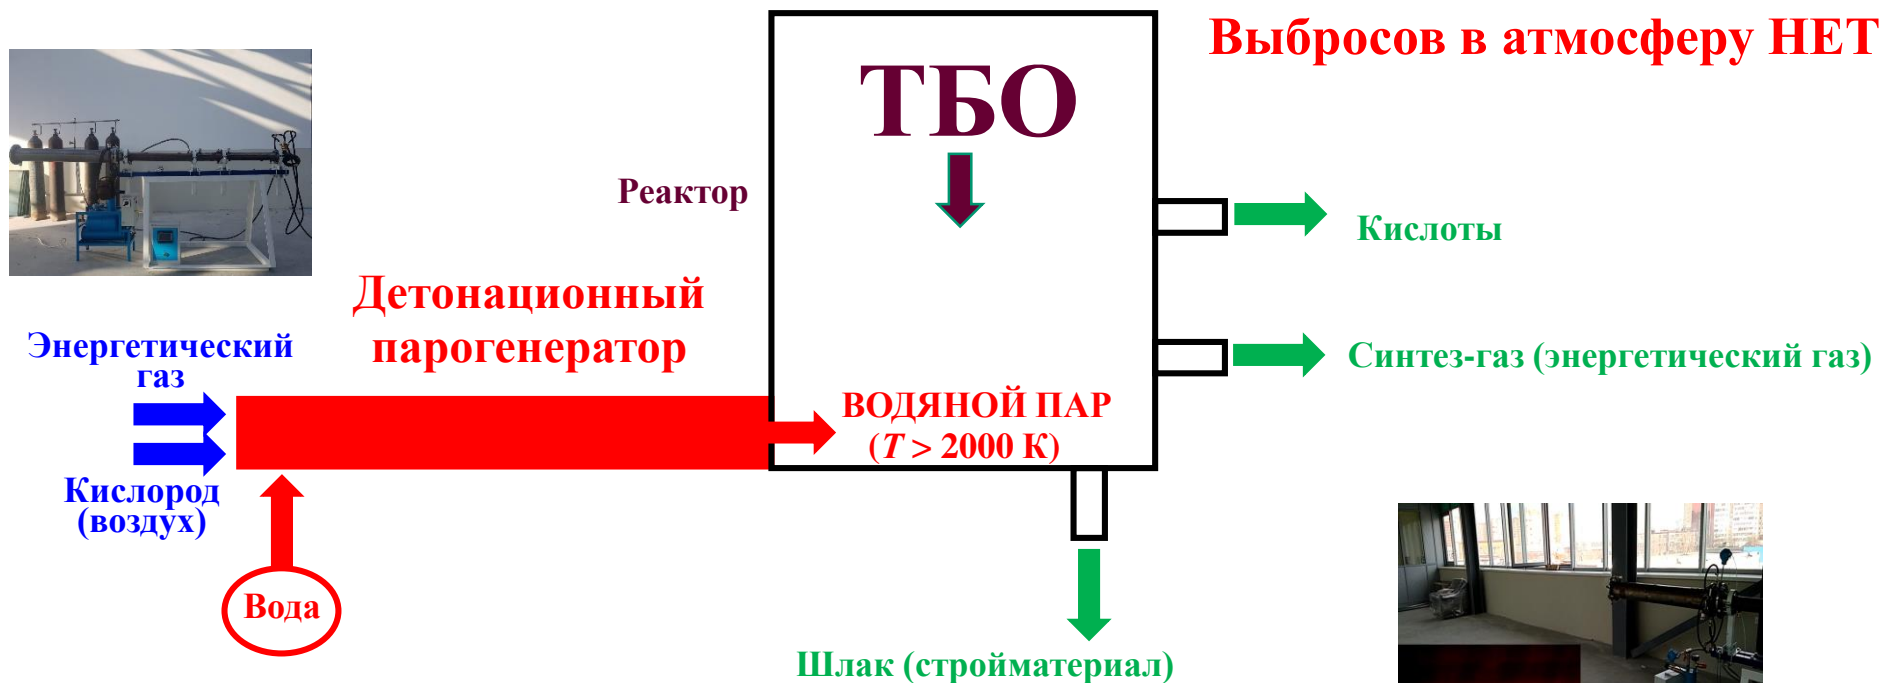 Выбросов в атмосферу НЕТ
ТБО
Реактор
Кислоты
Детонационный
парогенератор
Энергетический
газ
Синтез-газ (энергетический газ)
ВОДЯНОЙ ПАР
(T > 2000 К)
Кислород
(воздух)
Вода
Шлак (стройматериал)